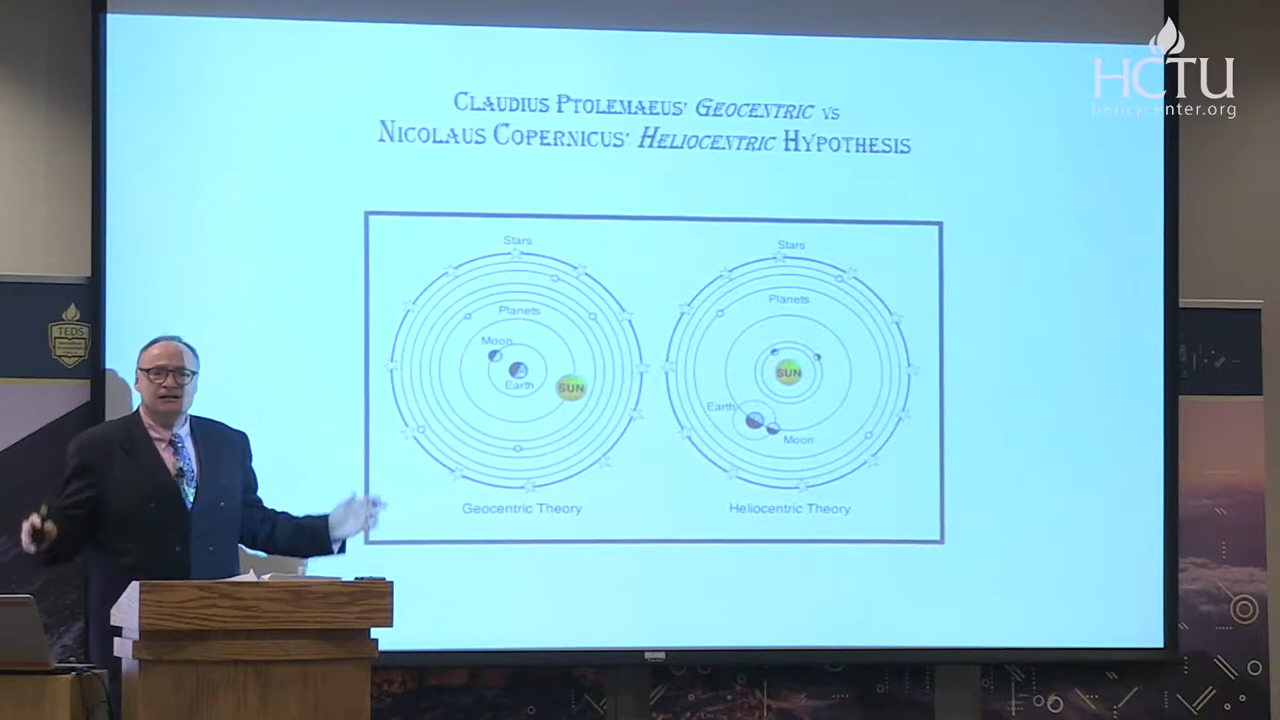 HCTU
henrycenter.org
CLAUDIUS PTOLEMAEUS' GEOCENTRIC VS
NICOLAUS COPERNICUS' HELIOCENTRIC HYPOTHESIS
Stars
Planets
Moon
Earth
SUN
Geocentric Theory
Stars
Planets
SUN
Earth
Moon
Heliocentric Theory
TEDS